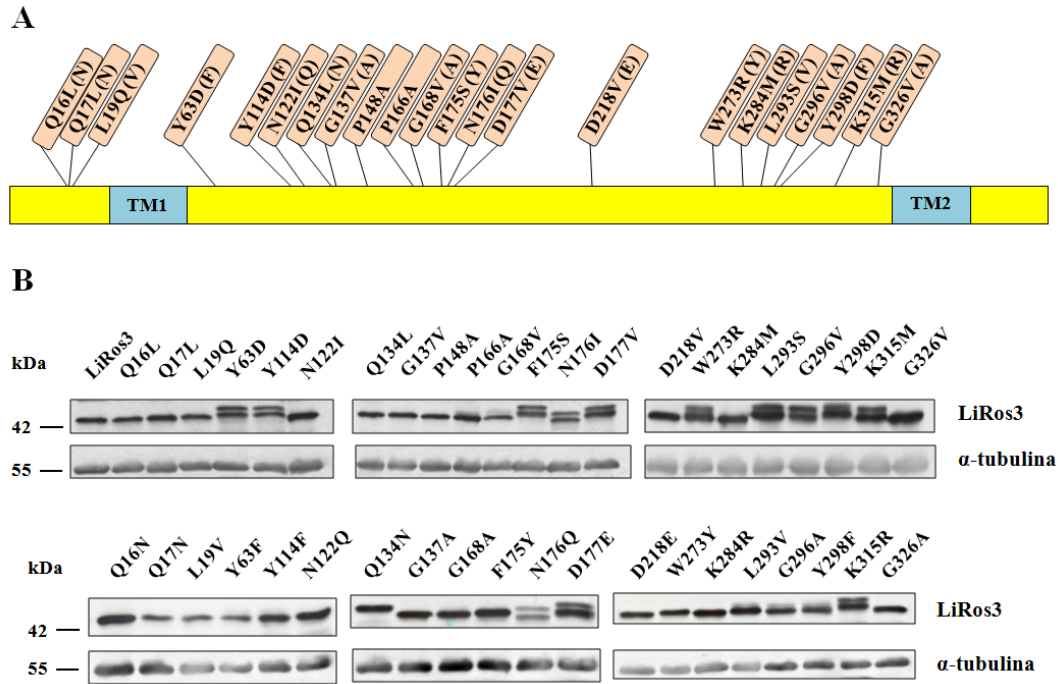 A
Q16L (N)
Q17L (N)
L19Q (V)
Y63D (F)
Y114D (F)
N122I (Q)
Q134L (N)
G137V (A)
P148A
P166A
G168V (A)
F175S (Y)
N176I (Q)
D177V (E)
D218V (E)
W273R (Y)
K284M (R)
L293S (V)
G296V (A)
Y298D (F)
K315M (R)
G326V (A)
TM1 TM2
B
kDa LiRos3 Q16L Q17L L19Q Y63D Y114D N122I Q134L G137V P148A P166A G168V F175S N176I D177V D218V W273R K284M L293S G296V Y298D K315M G326V
42 LiRos3
55 α-tubulina
kDa Q16N Q17N L19V Y63F Y114F N122Q Q134N G137A G168A F175Y N176Q D177E D218E W273Y K284R L293V G296A Y298F K315R G326A
42 LiRos3
55 α-tubulina